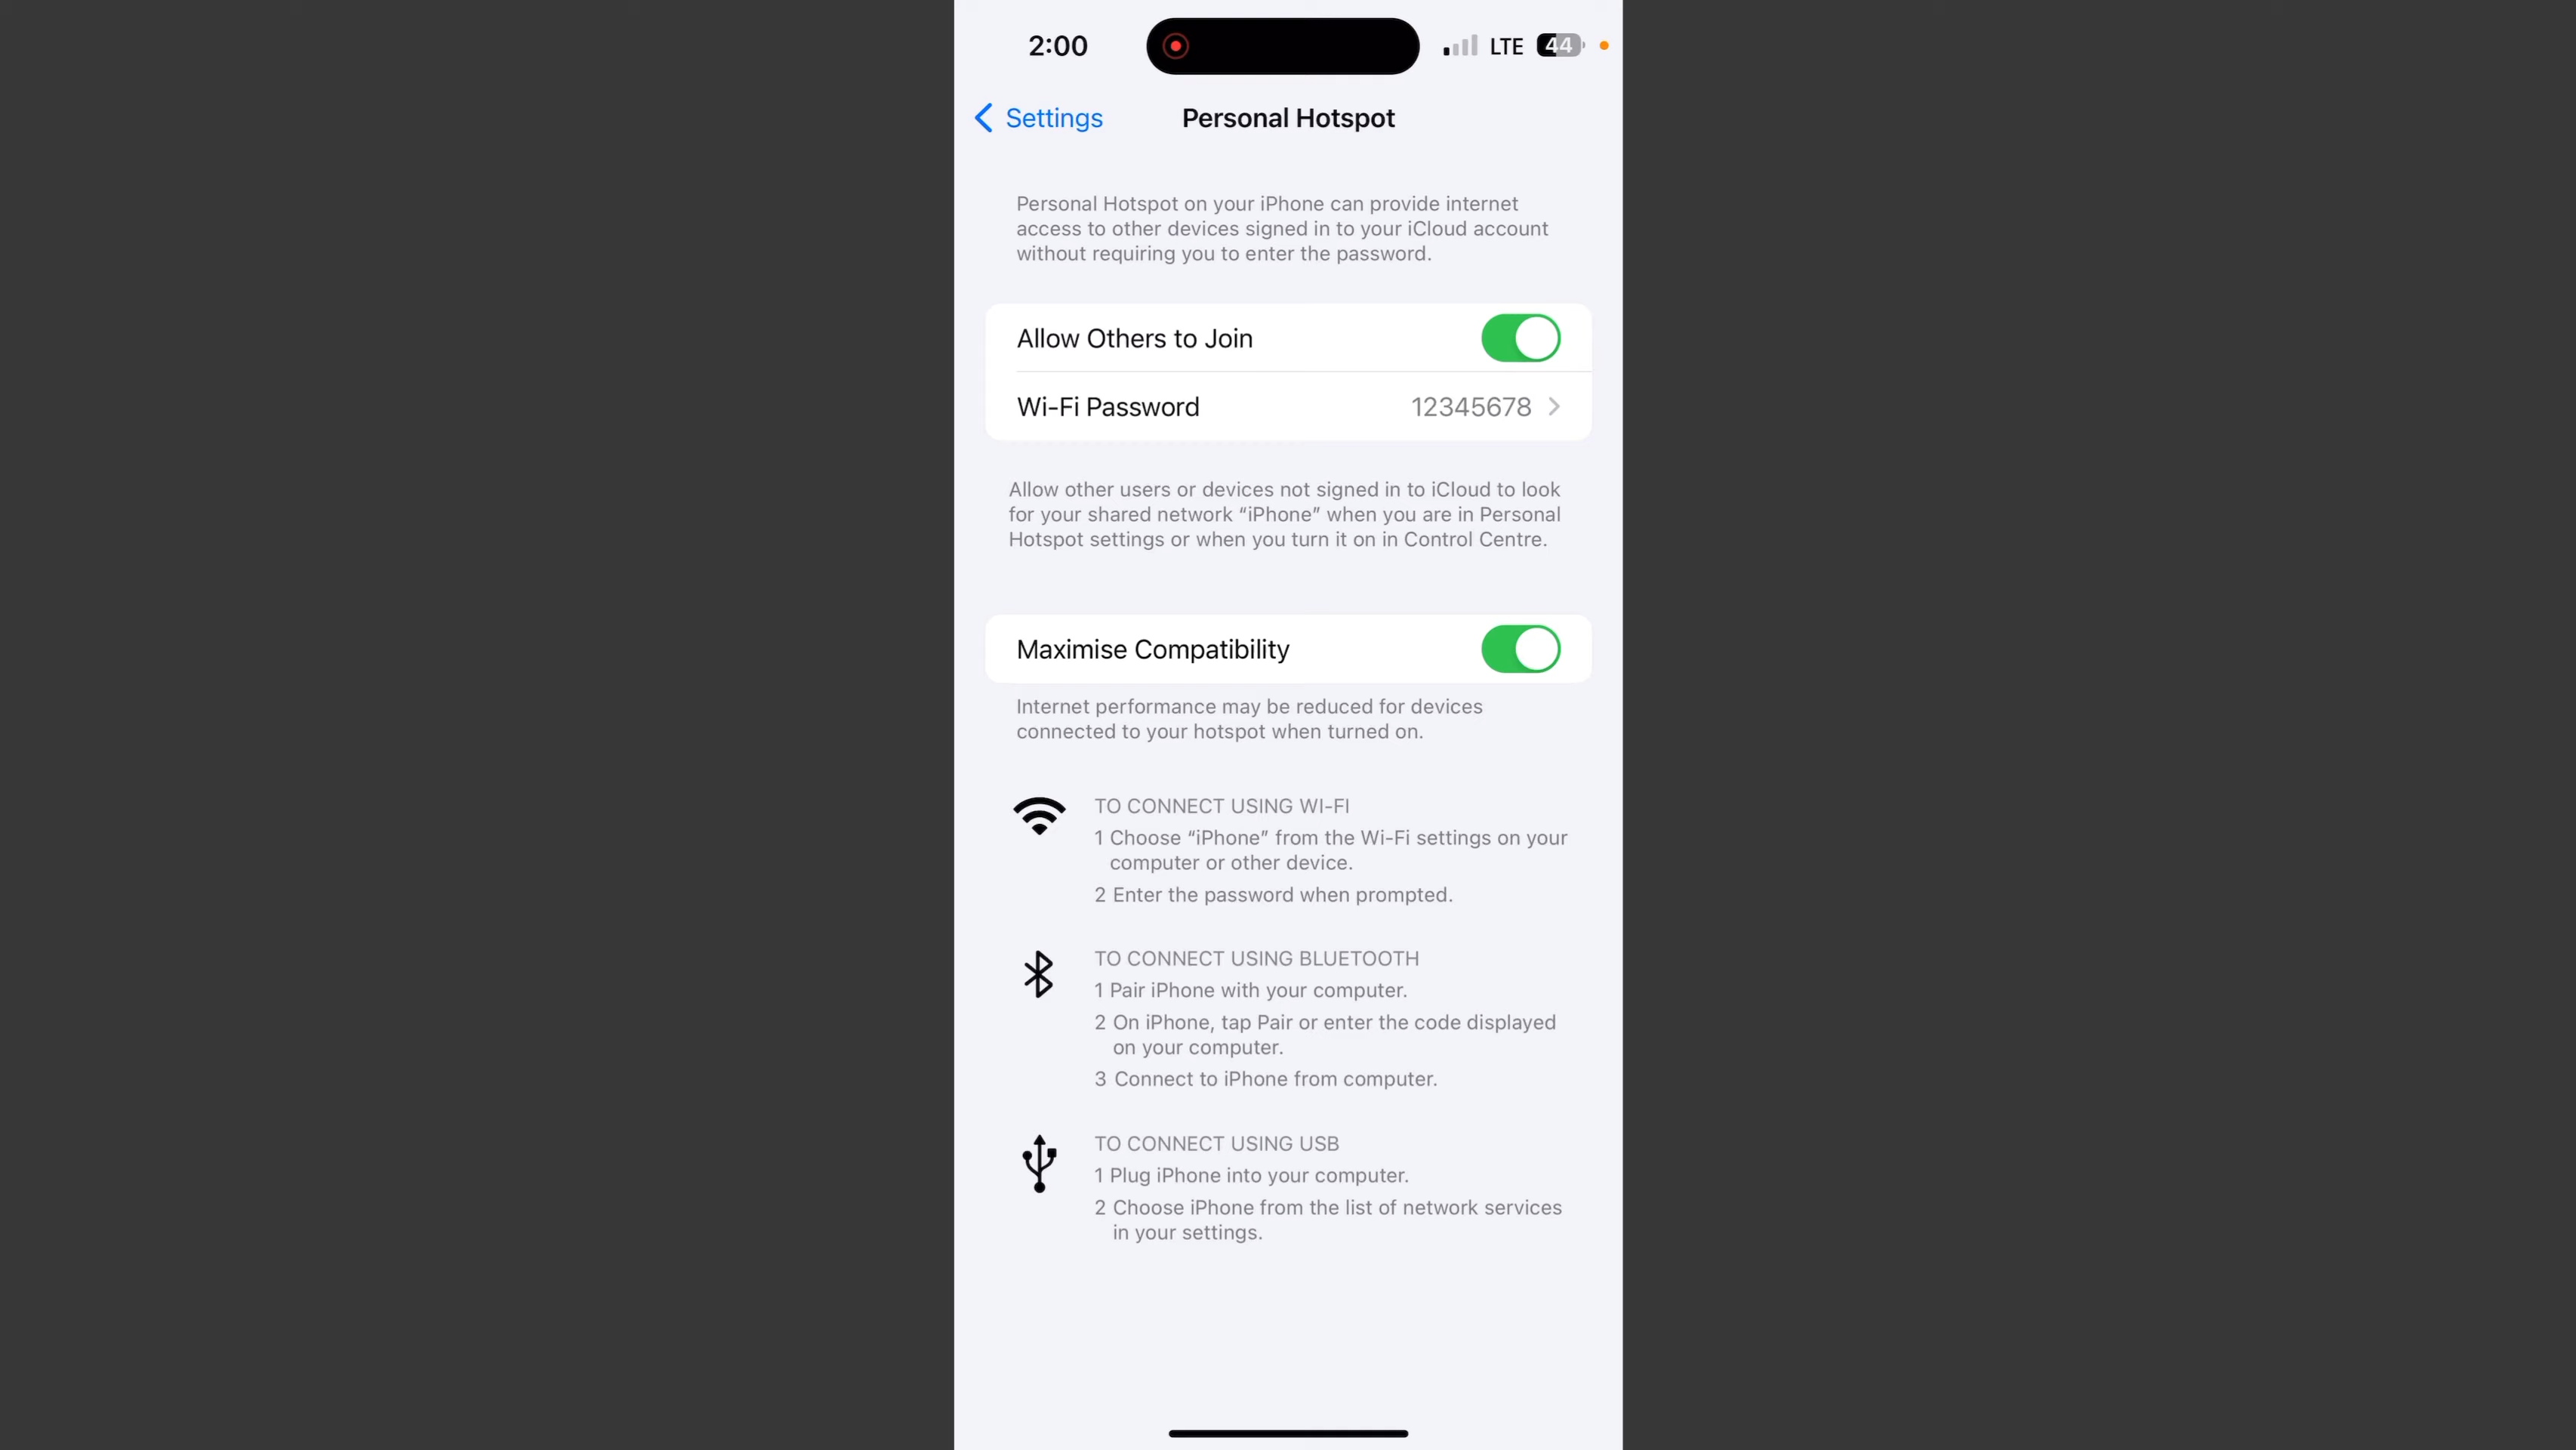 2:00
LTE
44
Settings
Personal Hotspot
Personal Hotspot on your iPhone can provide internet
access to other devices signed in to your iCloud account
without requiring you to enter the password.
Allow Others to Join
Wi-Fi Password 12345678
Allow other users or devices not signed in to iCloud to look
for your shared network “iPhone” when you are in Personal
Hotspot settings or when you turn it on in Control Centre.
Maximise Compatibility
Internet performance may be reduced for devices
connected to your hotspot when turned on.
TO CONNECT USING WI-FI
1 Choose “iPhone” from the Wi-Fi settings on your
computer or other device.
2 Enter the password when prompted.
TO CONNECT USING BLUETOOTH
1 Pair iPhone with your computer.
2 On iPhone, tap Pair or enter the code displayed
on your computer.
3 Connect to iPhone from computer.
TO CONNECT USING USB
1 Plug iPhone into your computer.
2 Choose iPhone from the list of network services
in your settings.